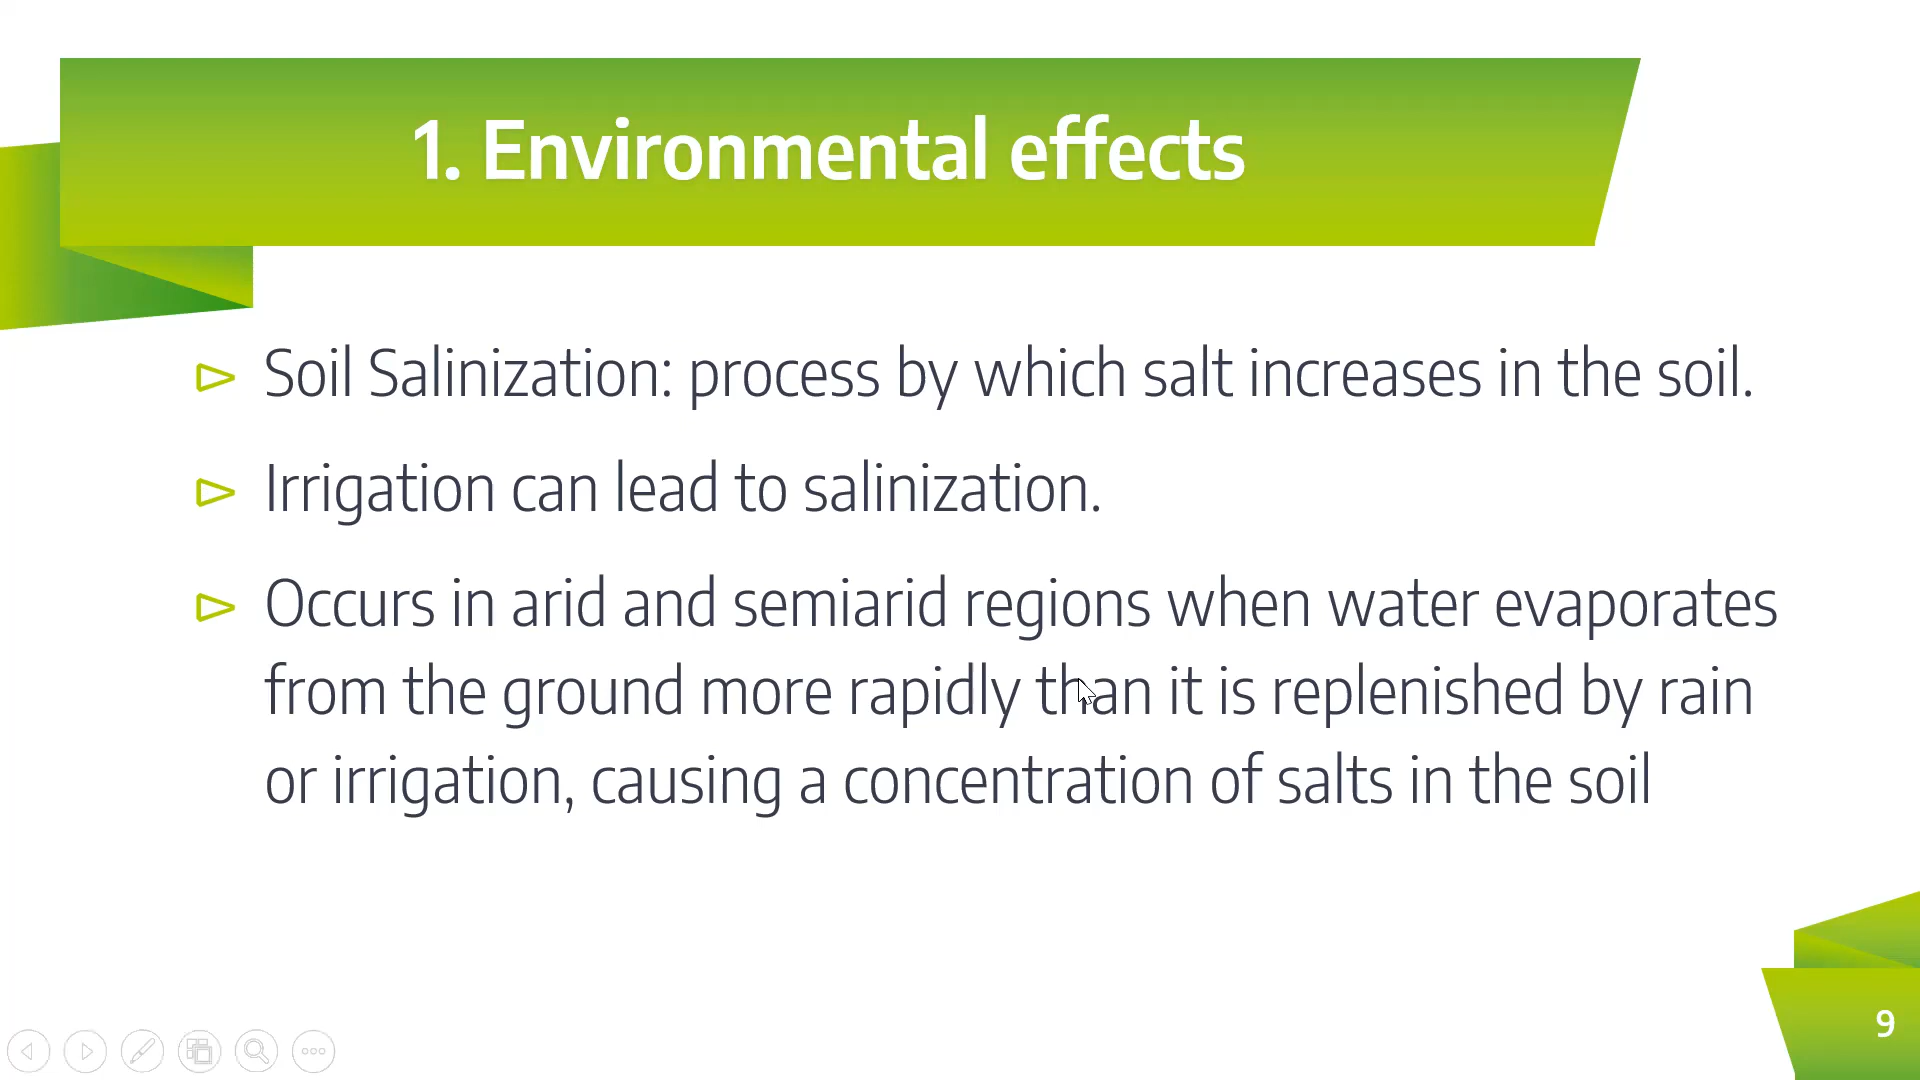 1. Environmental effects
Soil Salinization: process by which salt increases in the soil.
Irrigation can lead to salinization.
Occurs in arid and semiarid regions when water evaporates
from the ground more rapidly than it is replenished by rain
or irrigation, causing a concentration of salts in the soil
9